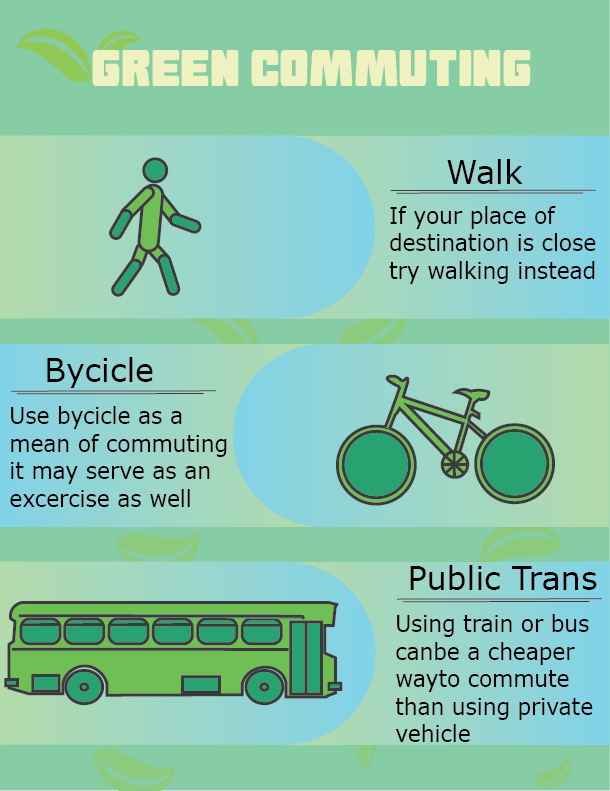 GREEN COMMUTING
Walk
If your place of
destination is close
try walking instead
Bycicle
Use bycicle as a
mean of commuting
it may serve as an
excercise as well
Public Trans
Using train or bus
canbe a cheaper
wayto commute
than using private
vehicle